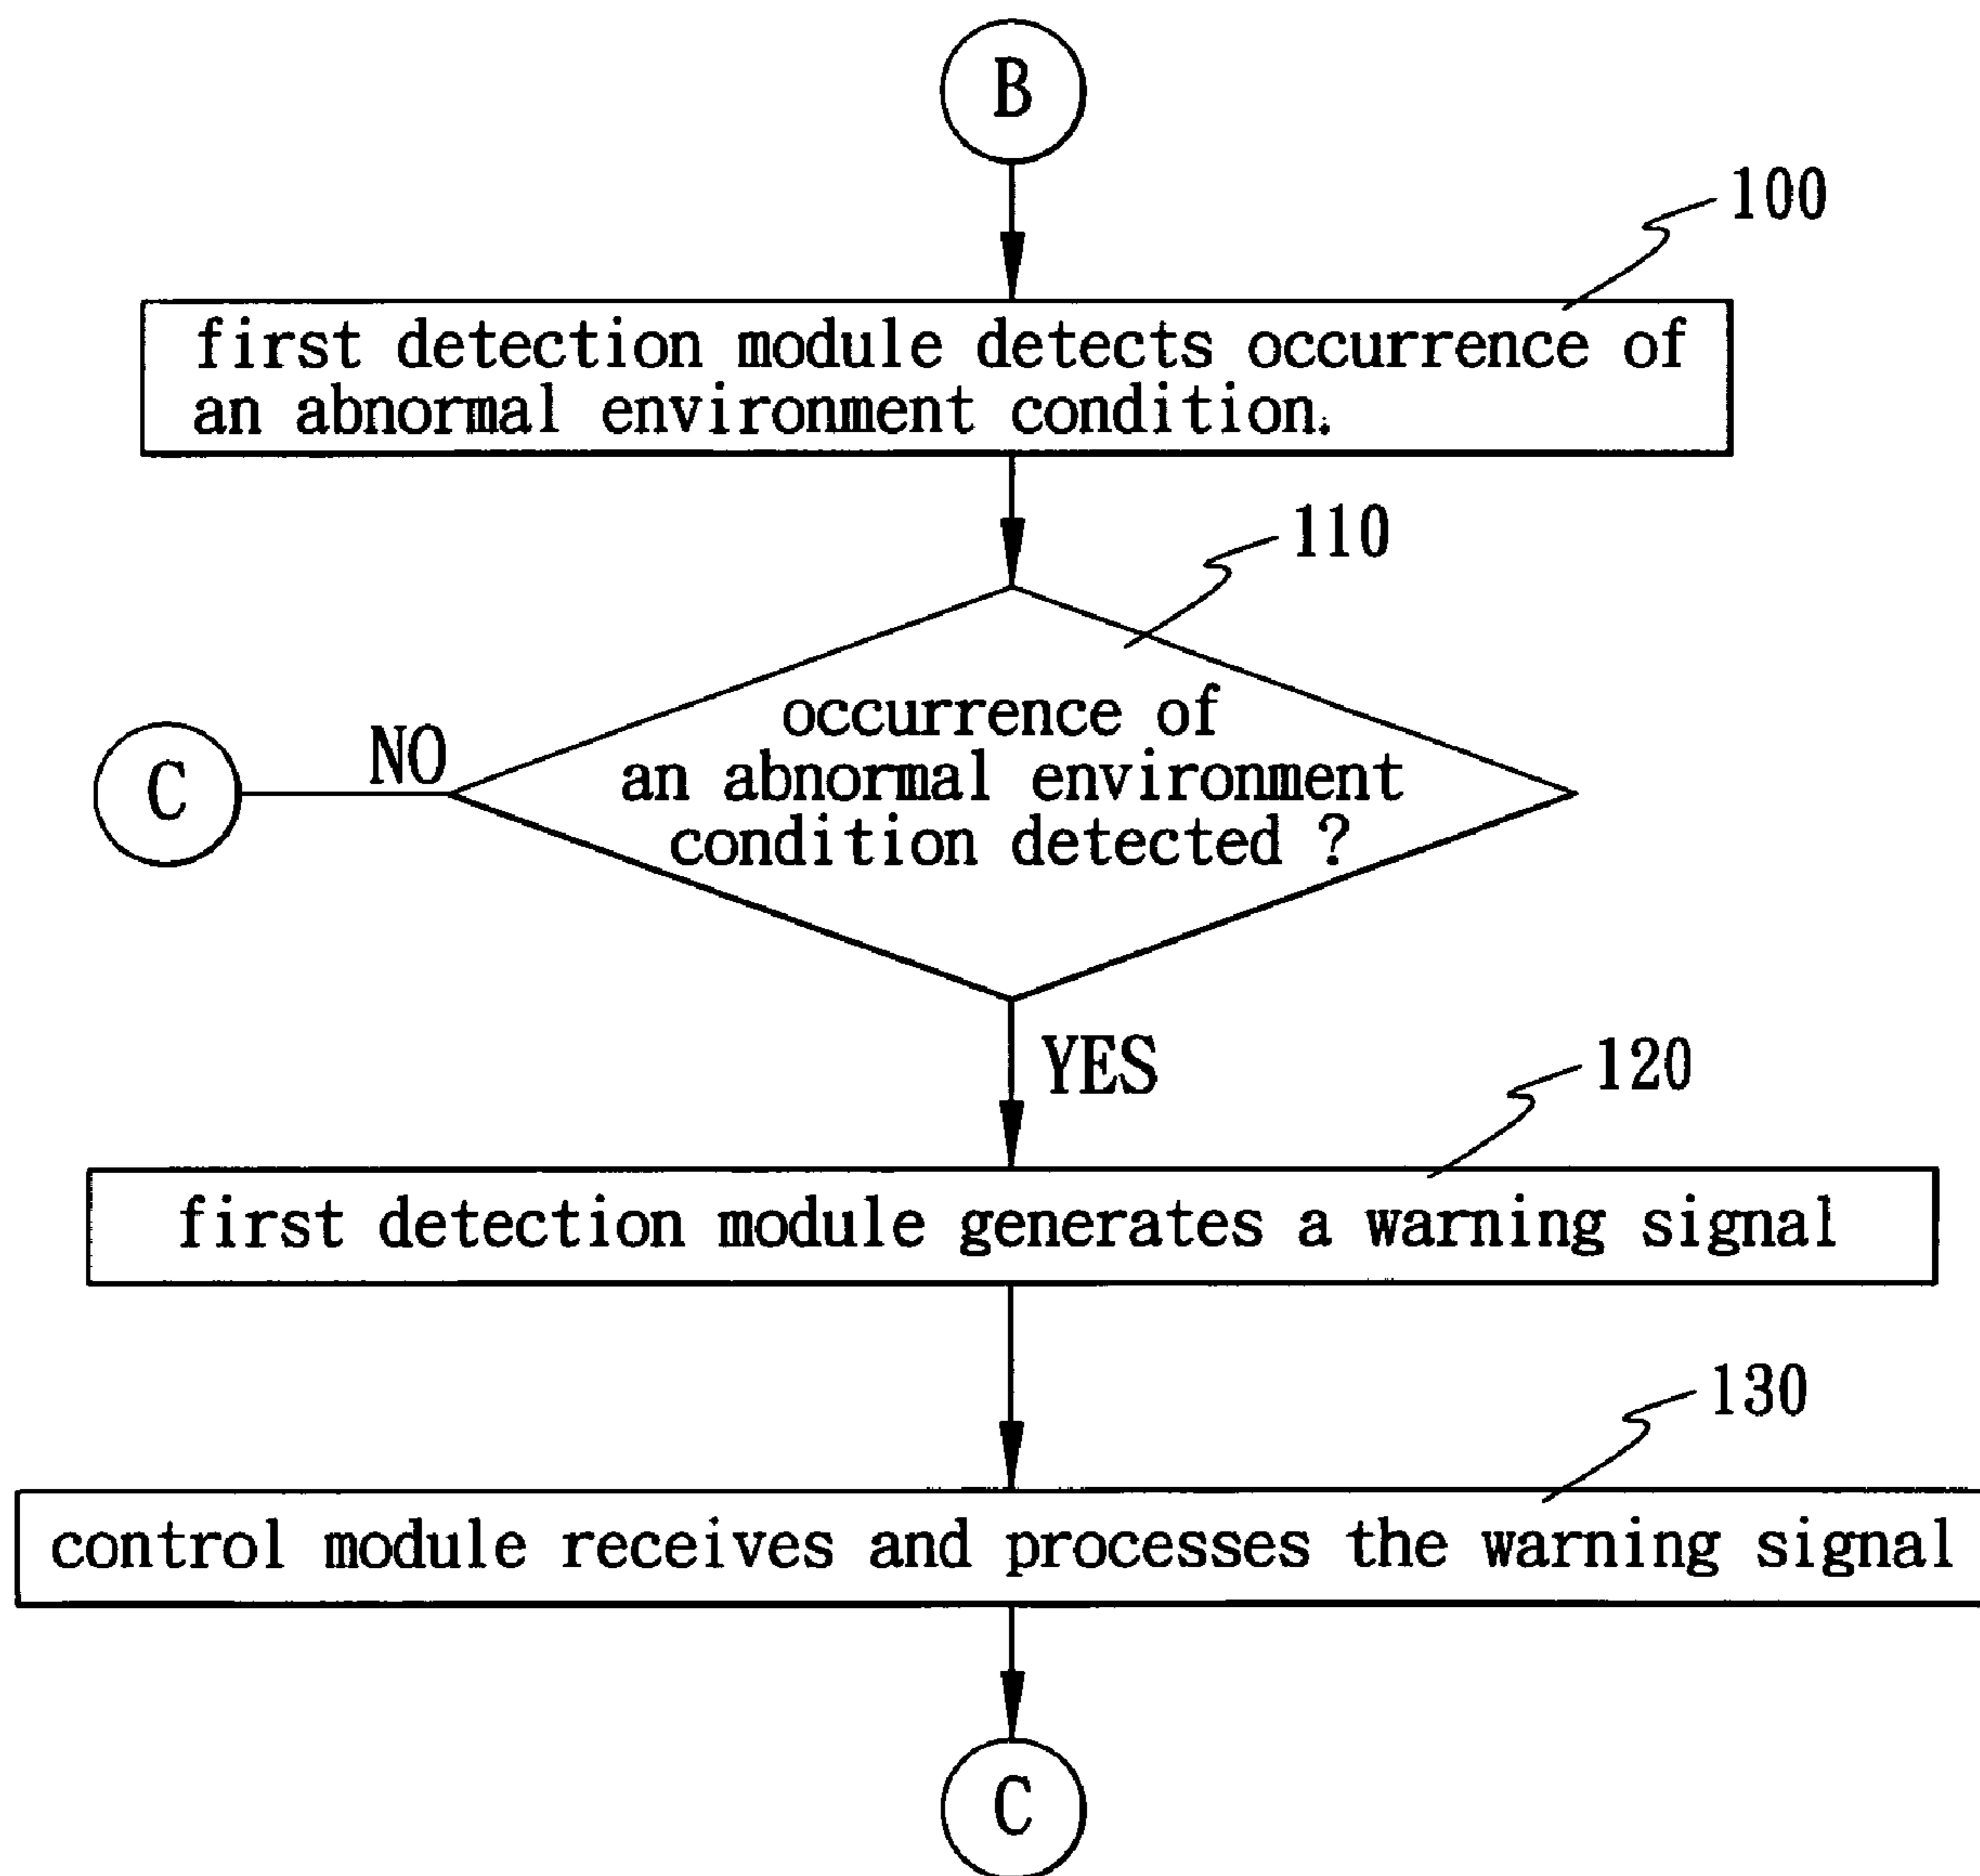 B
100
first detection module detects occurrence of
an abnormal environment condition.
110
occurrence of
an abnormal environment
condition detected ?
NO
C
YES
120
first detection module generates a warning signal
130
control module receives and processes the warning signal
C